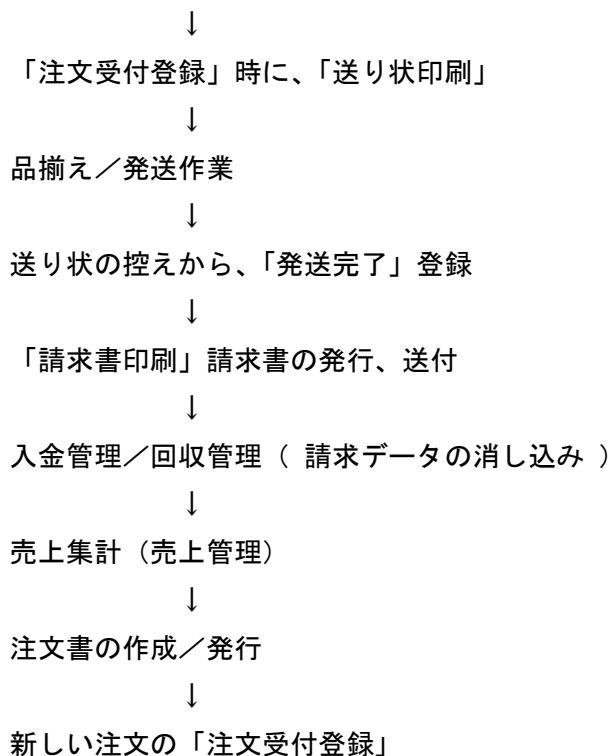 ↓
「注文受付登録」時に、「送り状印刷」
↓
品揃え／発送作業
↓
送り状の控えから、「発送完了」登録
↓
「請求書印刷」請求書の発行、送付
↓
入金管理／回収管理（ 請求データの消し込み ）
↓
売上集計（売上管理）
↓
注文書の作成／発行
↓
新しい注文の「注文受付登録」